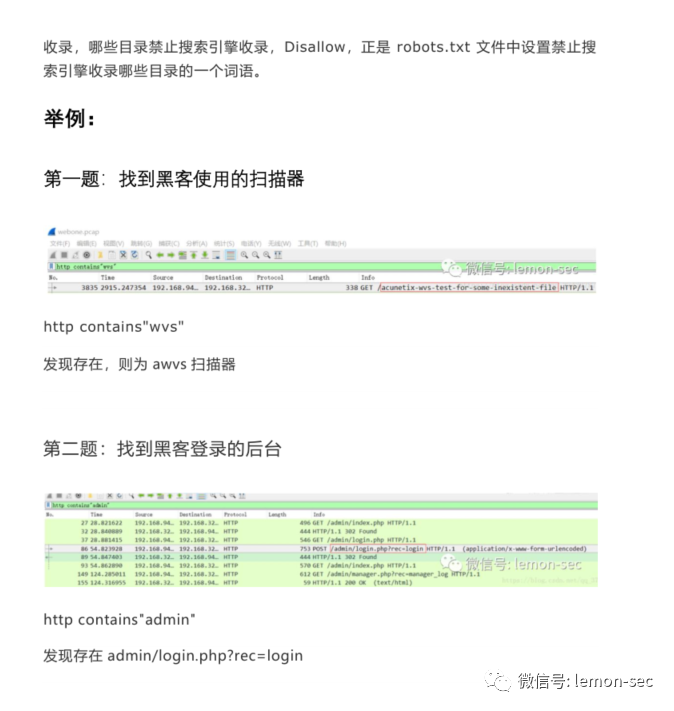 收录，哪些目录禁止搜索引擎收录，Disallow，正是 robots.txt 文件中设置禁止搜
索引擎收录哪些目录的一个词语。
举例：
第一题：找到黑客使用的扫描器
webone.pcap
文件(F) 编辑(E) 视图(V) 跳转(G) 捕获(C) 分析(A) 统计(S) 电话(Y) 无线(W) 工具(T) 帮助(H)
http contains"wvs"
微信号: lemon-sec
No. Time Source Destination Protocol Length Info
3835 2915.247354 192.168.94… 192.168.32… HTTP 338 GET /acunetix-wvs-test-for-some-inexistent-file HTTP/1.1
http contains"wvs"
发现存在，则为 awvs 扫描器
第二题：找到黑客登录的后台
http contains"admin"
No. Time Source Destination Protocol Length Info
27 28.821622 192.168.94… 192.168.32… HTTP 496 GET /admin/index.php HTTP/1.1
32 28.840889 192.168.32… 192.168.94… HTTP 444 HTTP/1.1 302 Found
37 28.881415 192.168.94… 192.168.32… HTTP 546 GET /admin/login.php HTTP/1.1
86 54.823928 192.168.94… 192.168.32… HTTP 753 POST /admin/login.php?rec=login HTTP/1.1 (application/x-www-form-urlencoded)
89 54.847403 192.168.32… 192.168.94… HTTP 444 HTTP/1.1 302 Found
93 54.862890 192.168.94… 192.168.32… HTTP 570 GET /admin/index.php HTTP/1.1
微信号: lemon-sec
149 124.285011 192.168.94… 192.168.32… HTTP 612 GET /admin/manager.php?rec=manager_log HTTP/1.1
155 124.316955 192.168.32… 192.168.94… HTTP 59 HTTP/1.1 200 OK (text/html)
http contains"admin"
发现存在 admin/login.php?rec=login
微信号: lemon-sec